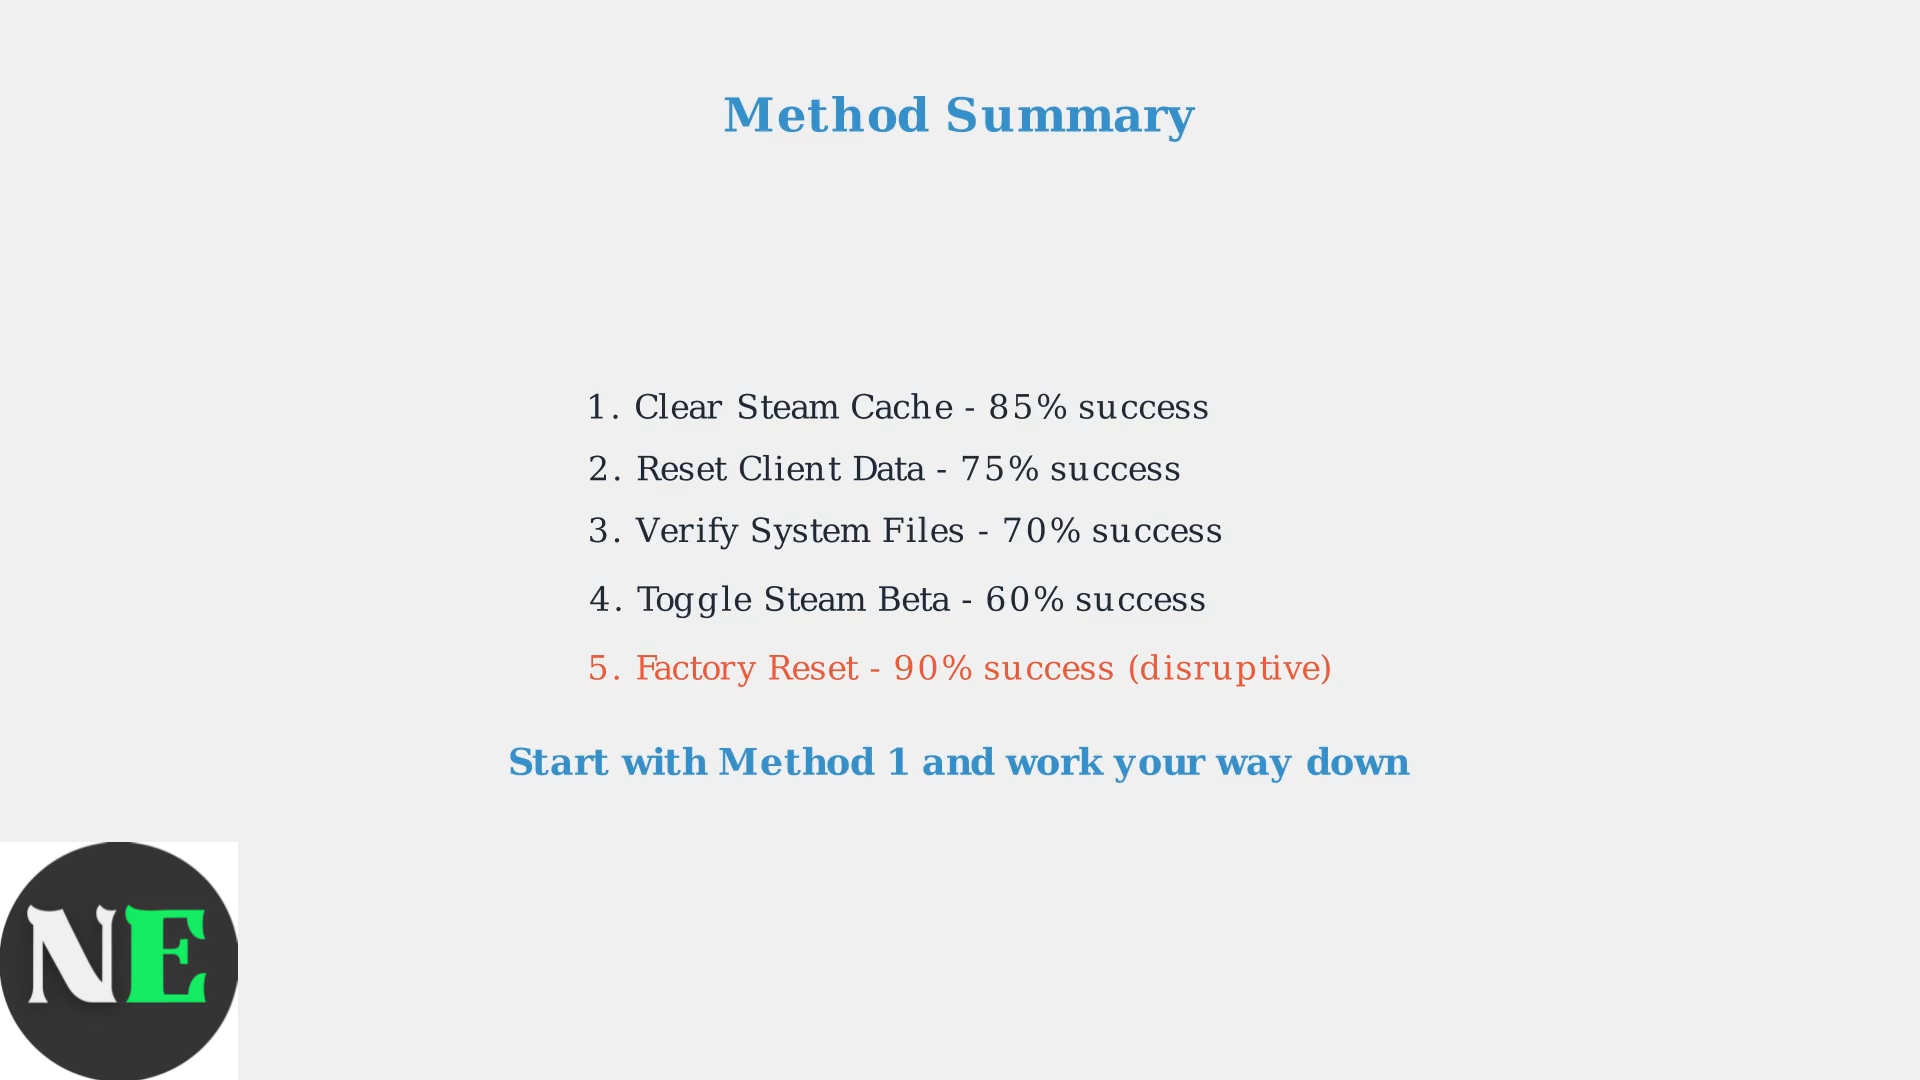 Method Summary
1. Clear Steam Cache - 85% success
2. Reset Client Data - 75% success
3. Verify System Files - 70% success
4. Toggle Steam Beta - 60% success
5. Factory Reset - 90% success (disruptive)
Start with Method 1 and work your way down
NE